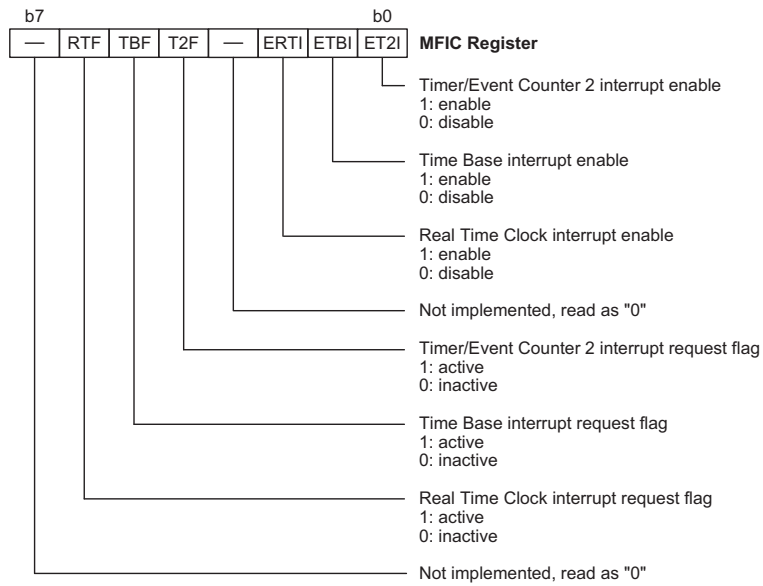 b7 b0
— RTF TBF T2F — ERTI ETBI ET2I MFIC Register
Timer/Event Counter 2 interrupt enable
1: enable
0: disable
Time Base interrupt enable
1: enable
0: disable
Real Time Clock interrupt enable
1: enable
0: disable
Not implemented, read as "0"
Timer/Event Counter 2 interrupt request flag
1: active
0: inactive
Time Base interrupt request flag
1: active
0: inactive
Real Time Clock interrupt request flag
1: active
0: inactive
Not implemented, read as "0"